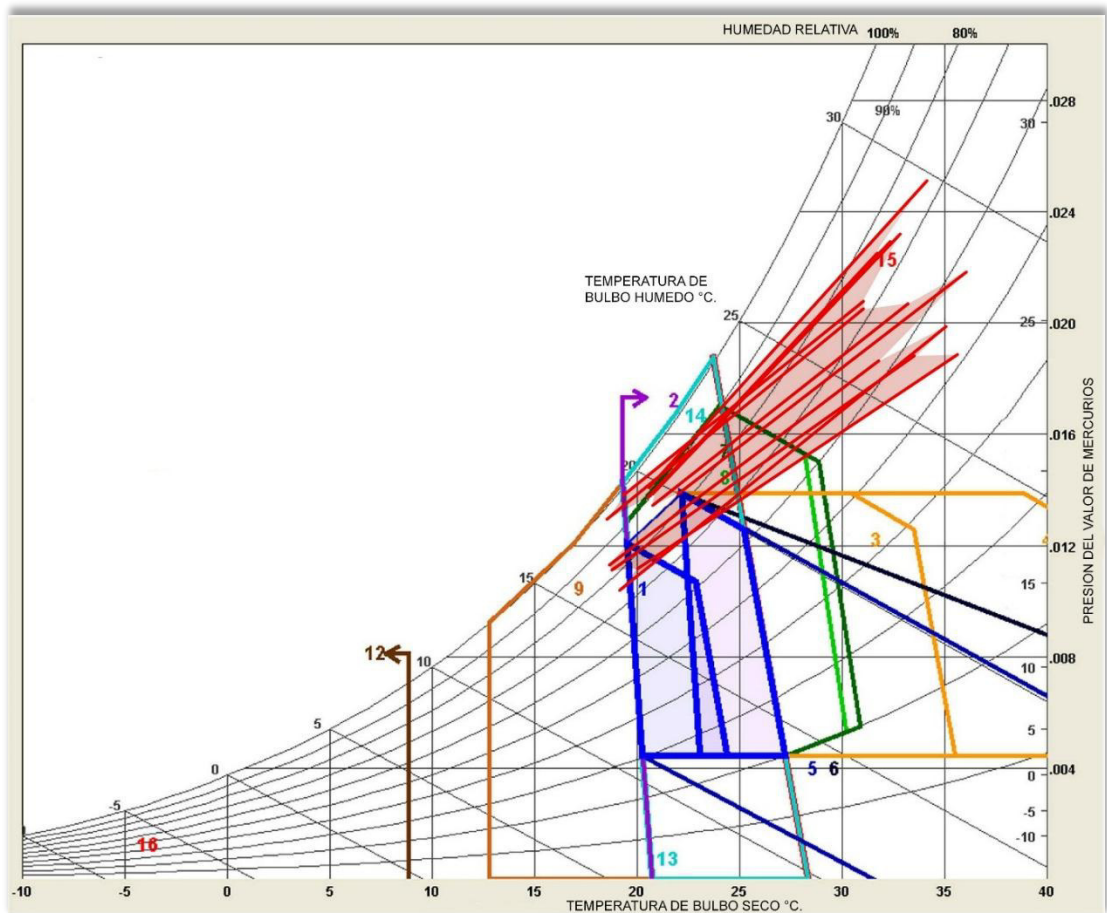 HUMEDAD RELATIVA 100% 80%
.028
30 90% 30
.024
15
TEMPERATURA DE
BULBO HUMEDO °C.
25 .020 25
2
14 .016
7
20
8
3
.012
15 9 1 15
12 10 .008 10
5 5
5 6 .004
0 0
-5 -5
16 13 -10
-10 -5 0 5 10 15 20 25 30 35 40
TEMPERATURA DE BULBO SECO °C.
PRESION DEL VALOR DE MERCURIOS